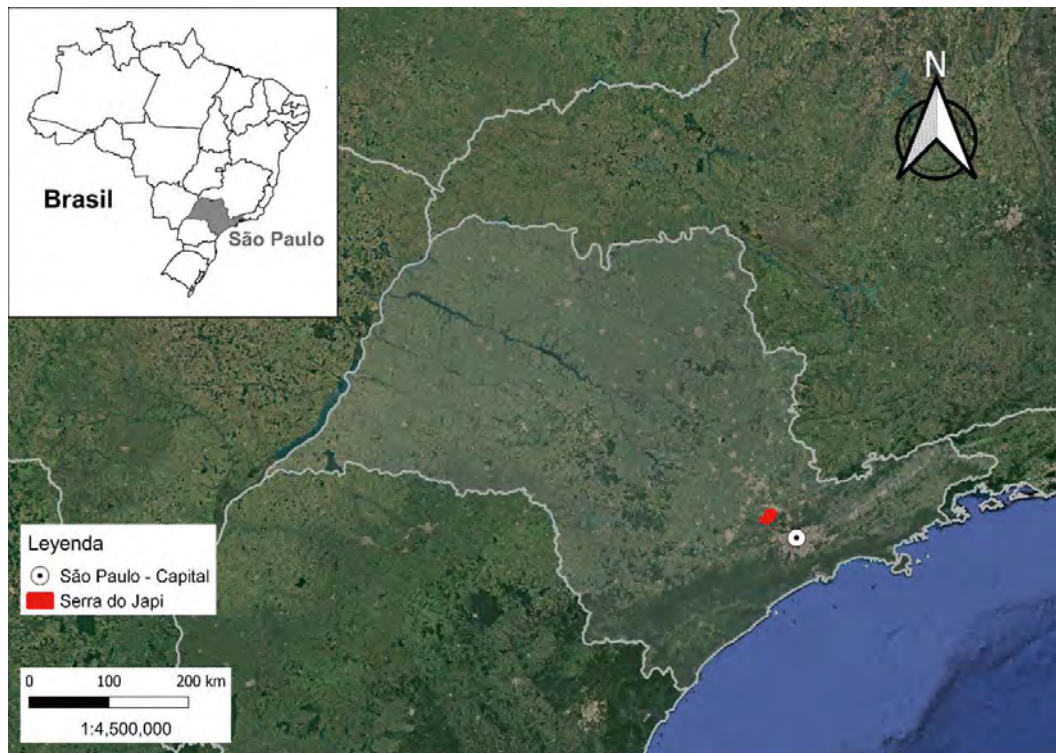 Brasil
São Paulo
N
Leyenda
São Paulo - Capital
Serra do Japi
0 100 200 km
1:4,500,000